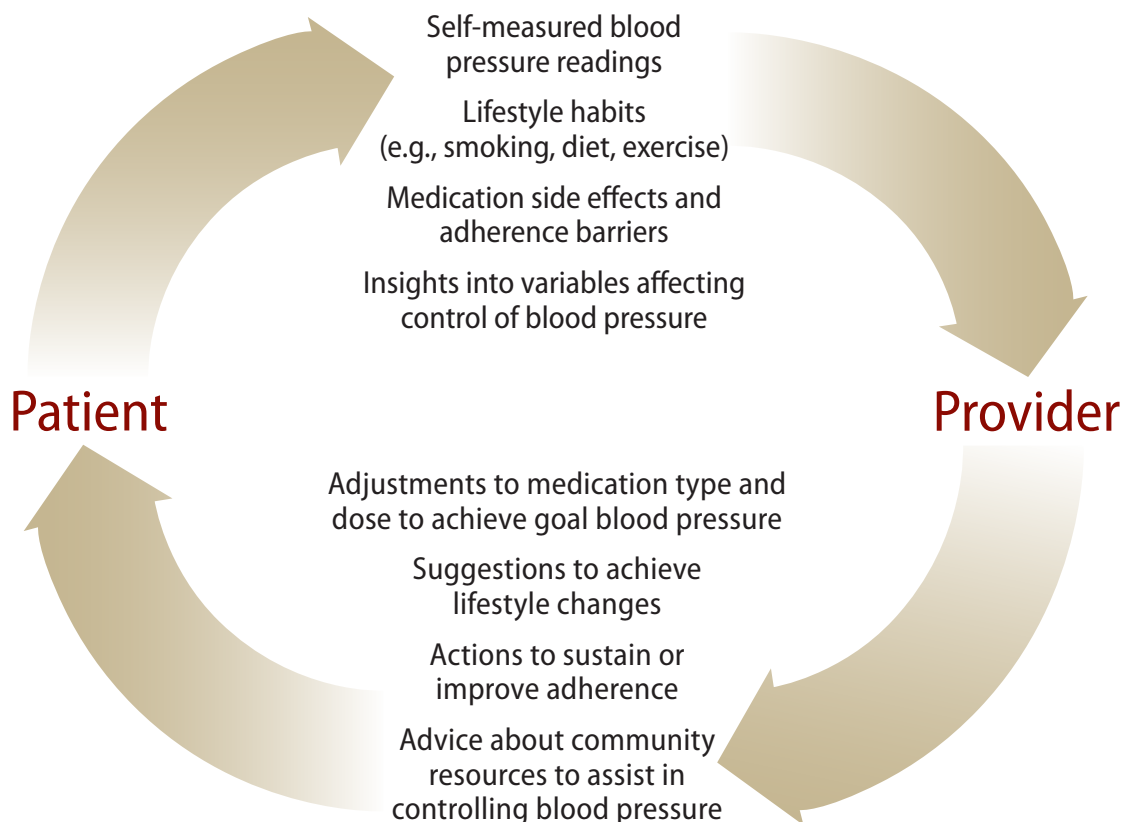 Self-measured blood
pressure readings
Lifestyle habits
(e.g., smoking, diet, exercise)
Medication side effects and
adherence barriers
Insights into variables affecting
control of blood pressure
Patient
Provider
Adjustments to medication type and
dose to achieve goal blood pressure
Suggestions to achieve
lifestyle changes
Actions to sustain or
improve adherence
Advice about community
resources to assist in
controlling blood pressure